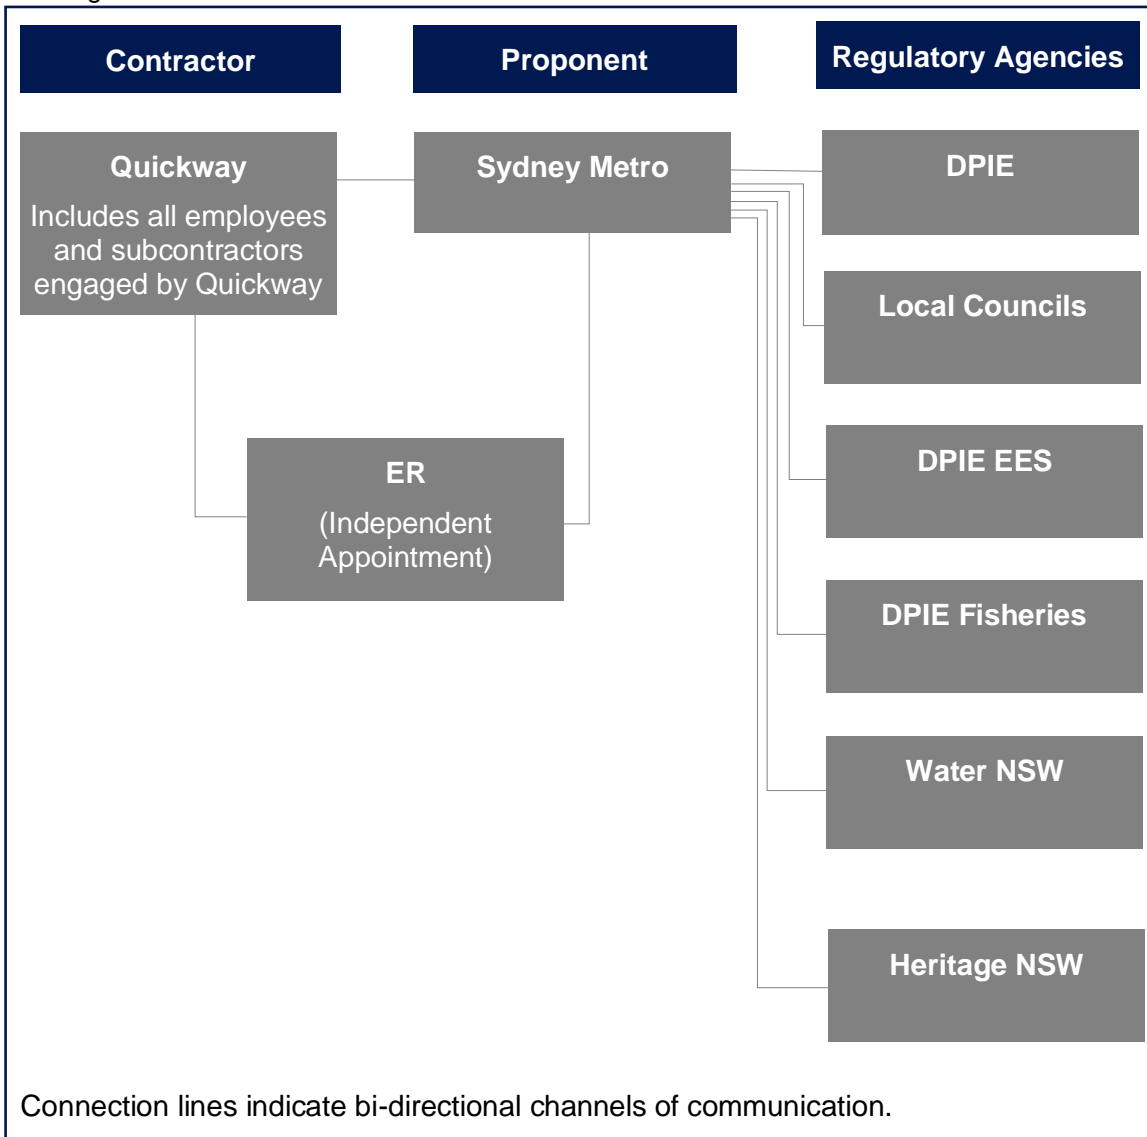 Contractor
Proponent
Regulatory Agencies
Quickway
Includes all employees
and subcontractors
engaged by Quickway
Sydney Metro
DPIE
Local Councils
DPIE EES
ER
(Independent
Appointment)
DPIE Fisheries
Water NSW
Heritage NSW
Connection lines indicate bi-directional channels of communication.